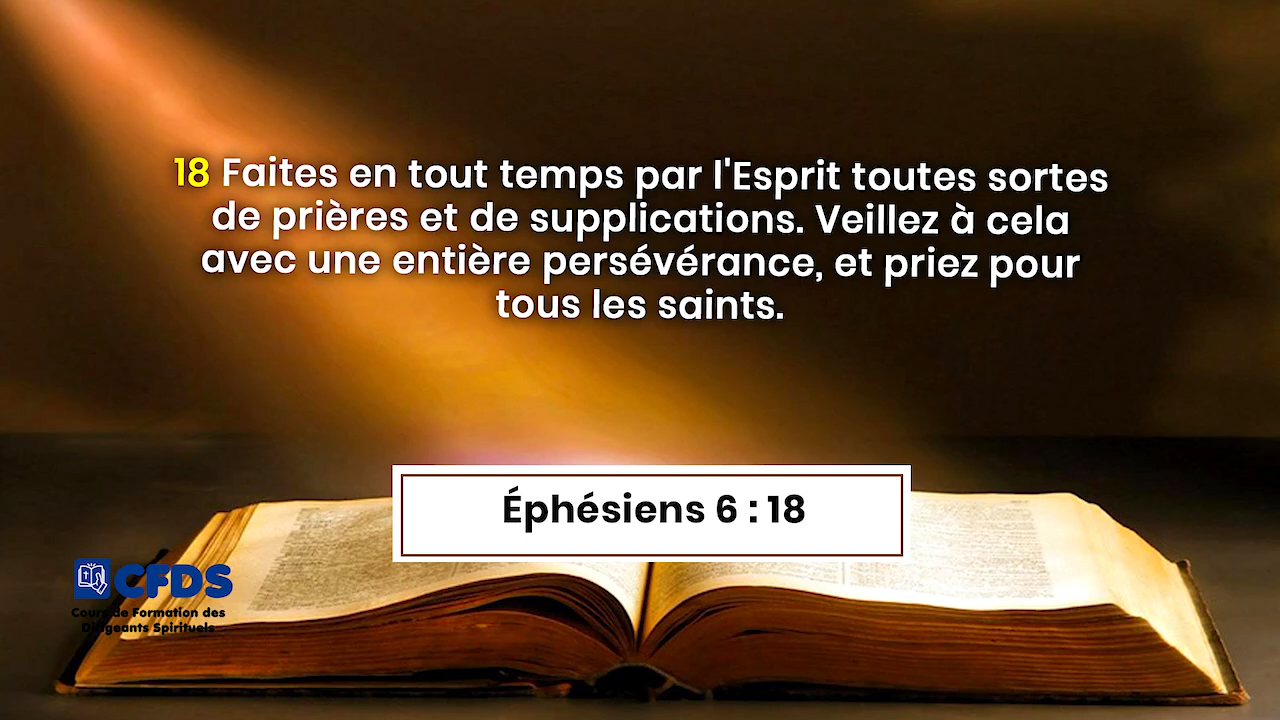 18 Faites en tout temps par l'Esprit toutes sortes
de prières et de supplications. Veillez à cela
avec une entière persévérance, et priez pour
tous les saints.
Éphésiens 6 : 18
CFDS
Cours de Formation des
Dirigeants Spirituels